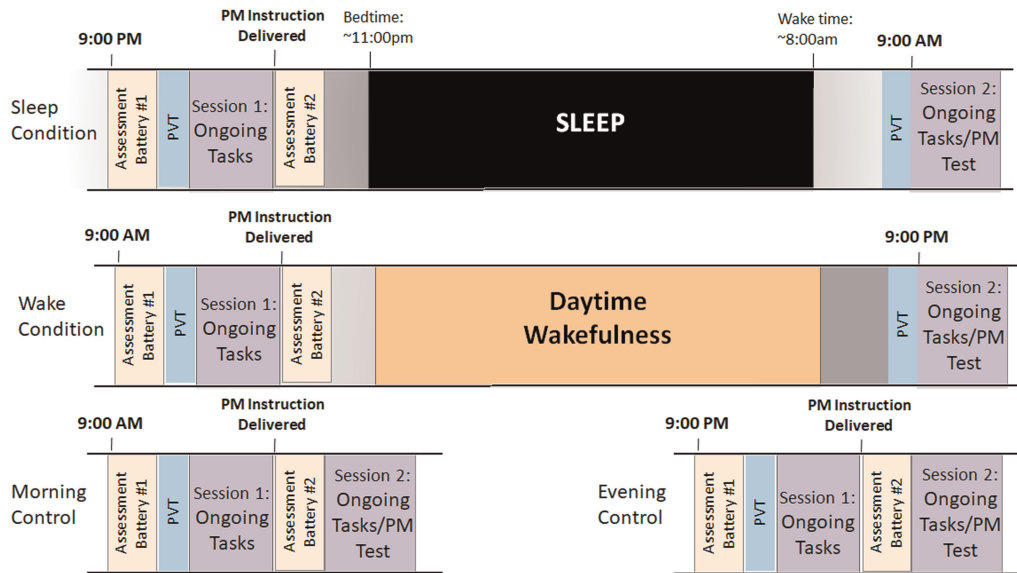 PM Instruction
Delivered
Bedtime:
~11:00pm
Wake time:
~8:00am
9:00 PM
9:00 AM
Sleep
Condition
Assessment
Battery #1
PVT
Session 1:
Ongoing
Tasks
Assessment
Battery #2
SLEEP
PVT
Session 2:
Ongoing
Tasks/PM
Test
PM Instruction
Delivered
9:00 AM
9:00 PM
Wake
Condition
Assessment
Battery #1
PVT
Session 1:
Ongoing
Tasks
Assessment
Battery #2
Daytime
Wakefulness
PVT
Session 2:
Ongoing
Tasks/PM
Test
PM Instruction
Delivered
9:00 AM
Morning
Control
Assessment
Battery #1
PVT
Session 1:
Ongoing
Tasks
Assessment
Battery #2
Session 2:
Ongoing
Tasks/PM
Test
PM Instruction
Delivered
9:00 PM
Evening
Control
Assessment
Battery #1
PVT
Session 1:
Ongoing
Tasks
Assessment
Battery #2
Session 2:
Ongoing
Tasks/PM
Test